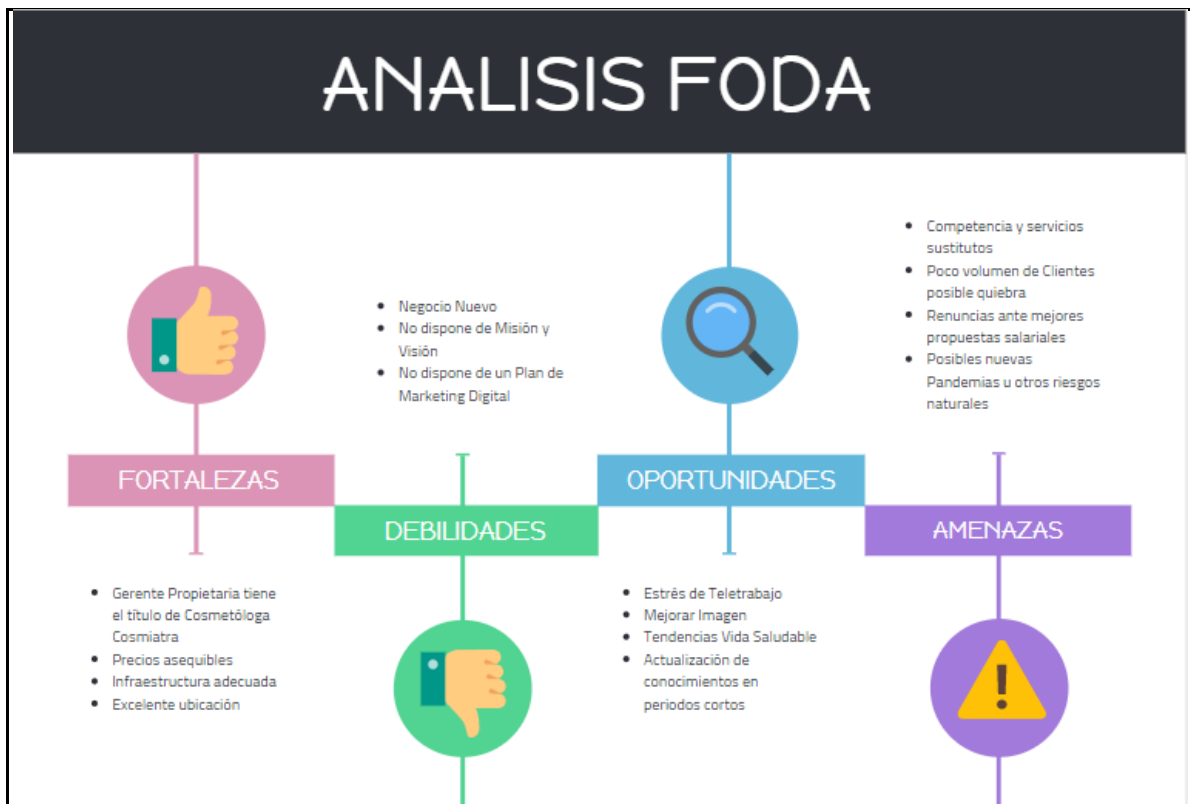 ANALISIS FODA
FORTALEZAS
• Gerente Propietaria tiene
el título de Cosmetóloga
Cosmiatra
• Precios asequibles
• Infraestructura adecuada
• Excelente ubicación
• Negocio Nuevo
• No dispone de Misión y
Visión
• No dispone de un Plan de
Marketing Digital
DEBILIDADES
OPORTUNIDADES
• Estrés de Teletrabajo
• Mejorar Imagen
• Tendencias Vida Saludable
• Actualización de
conocimientos en
periodos cortos
• Competencia y servicios
sustitutos
• Poco volumen de Clientes
posible quiebra
• Renuncias ante mejores
propuestas salariales
• Posibles nuevas
Pandemias u otros riesgos
naturales
AMENAZAS